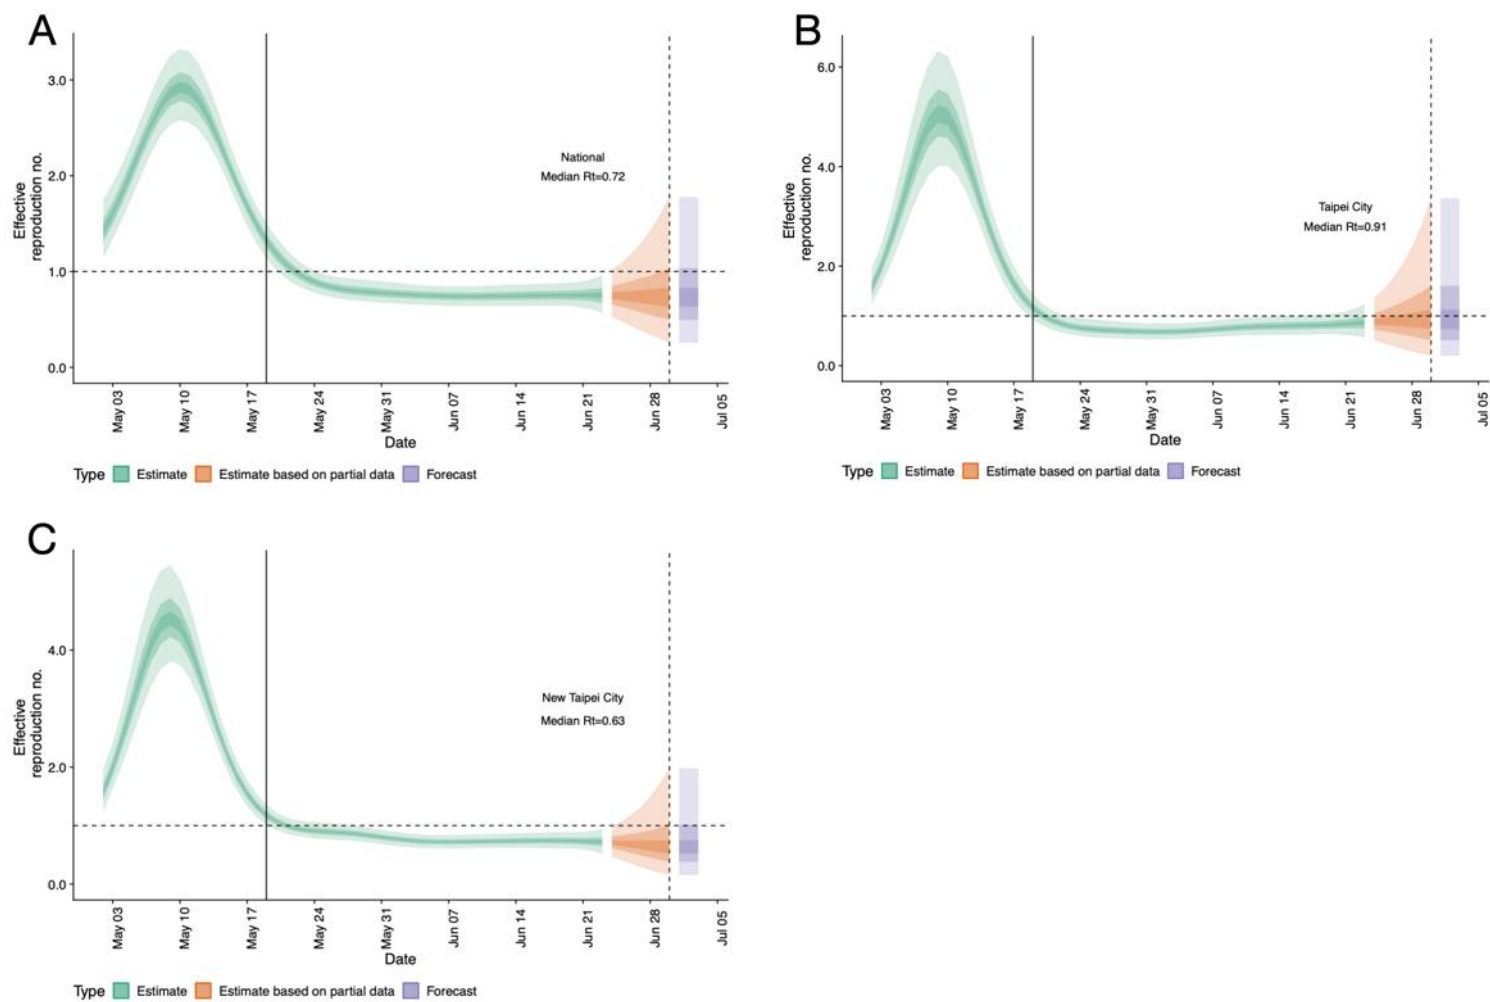 A
Effective
reproduction no.
3.0
2.0
1.0
0.0
National
Median Rt=0.72
May 03
May 10
May 17
May 24
May 31
Jun 07
Jun 14
Jun 21
Jun 28
Jul 05
Date
Type Estimate Estimate based on partial data Forecast
B
Effective
reproduction no.
6.0
4.0
2.0
0.0
Taipei City
Median Rt=0.91
May 03
May 10
May 17
May 24
May 31
Jun 07
Jun 14
Jun 21
Jun 28
Jul 05
Date
Type Estimate Estimate based on partial data Forecast
C
Effective
reproduction no.
4.0
2.0
0.0
New Taipei City
Median Rt=0.63
May 03
May 10
May 17
May 24
May 31
Jun 07
Jun 14
Jun 21
Jun 28
Jul 05
Date
Type Estimate Estimate based on partial data Forecast